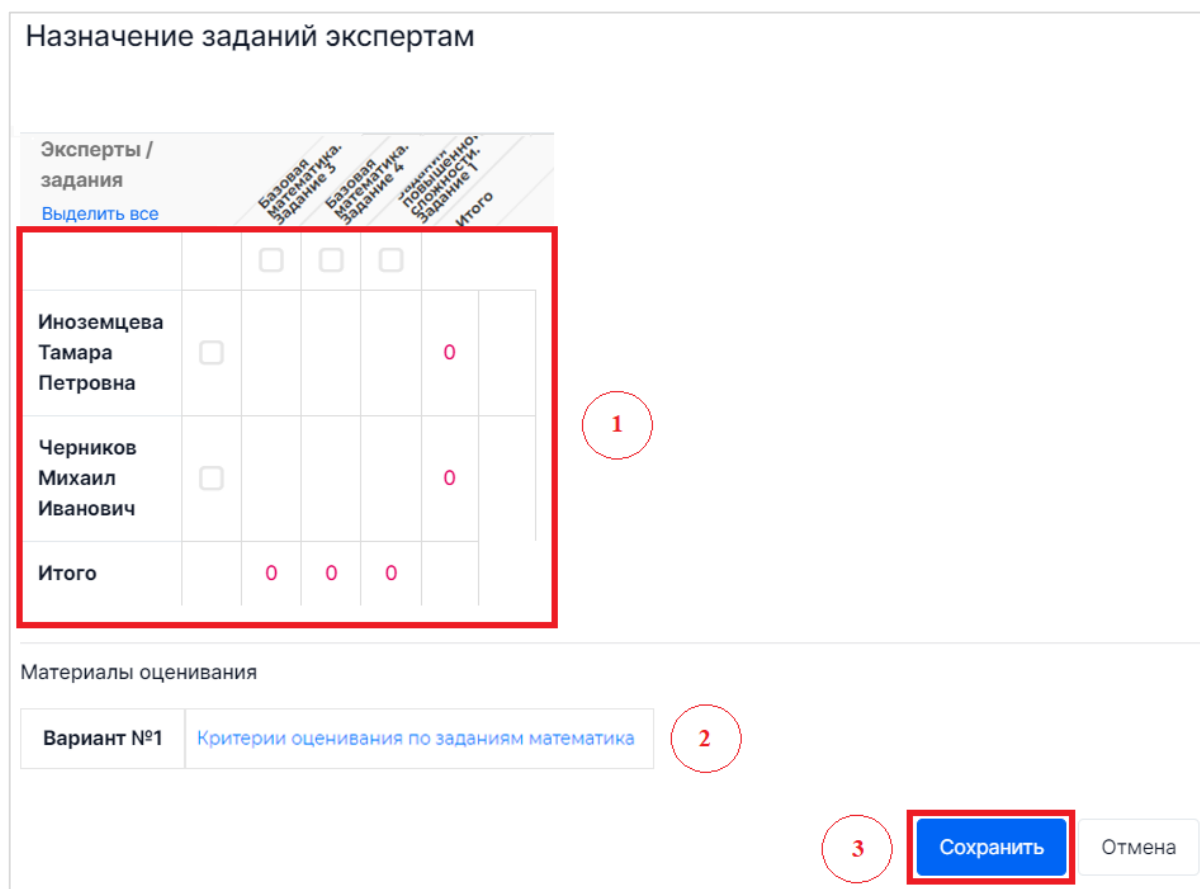 Назначение заданий экспертам
Эксперты /
задания
Выделить все
Базовая
Математика.
Задание 3
Базовая
Математика.
Задание 4
повышенной
сложности.
Задание 1
Итого
Иноземцева
Тамара
Петровна
0
1
Черников
Михаил
Иванович
0
Итого 0 0 0
Материалы оценивания
Вариант №1 Критерии оценивания по заданиям математика 2
3 Сохранить Отмена